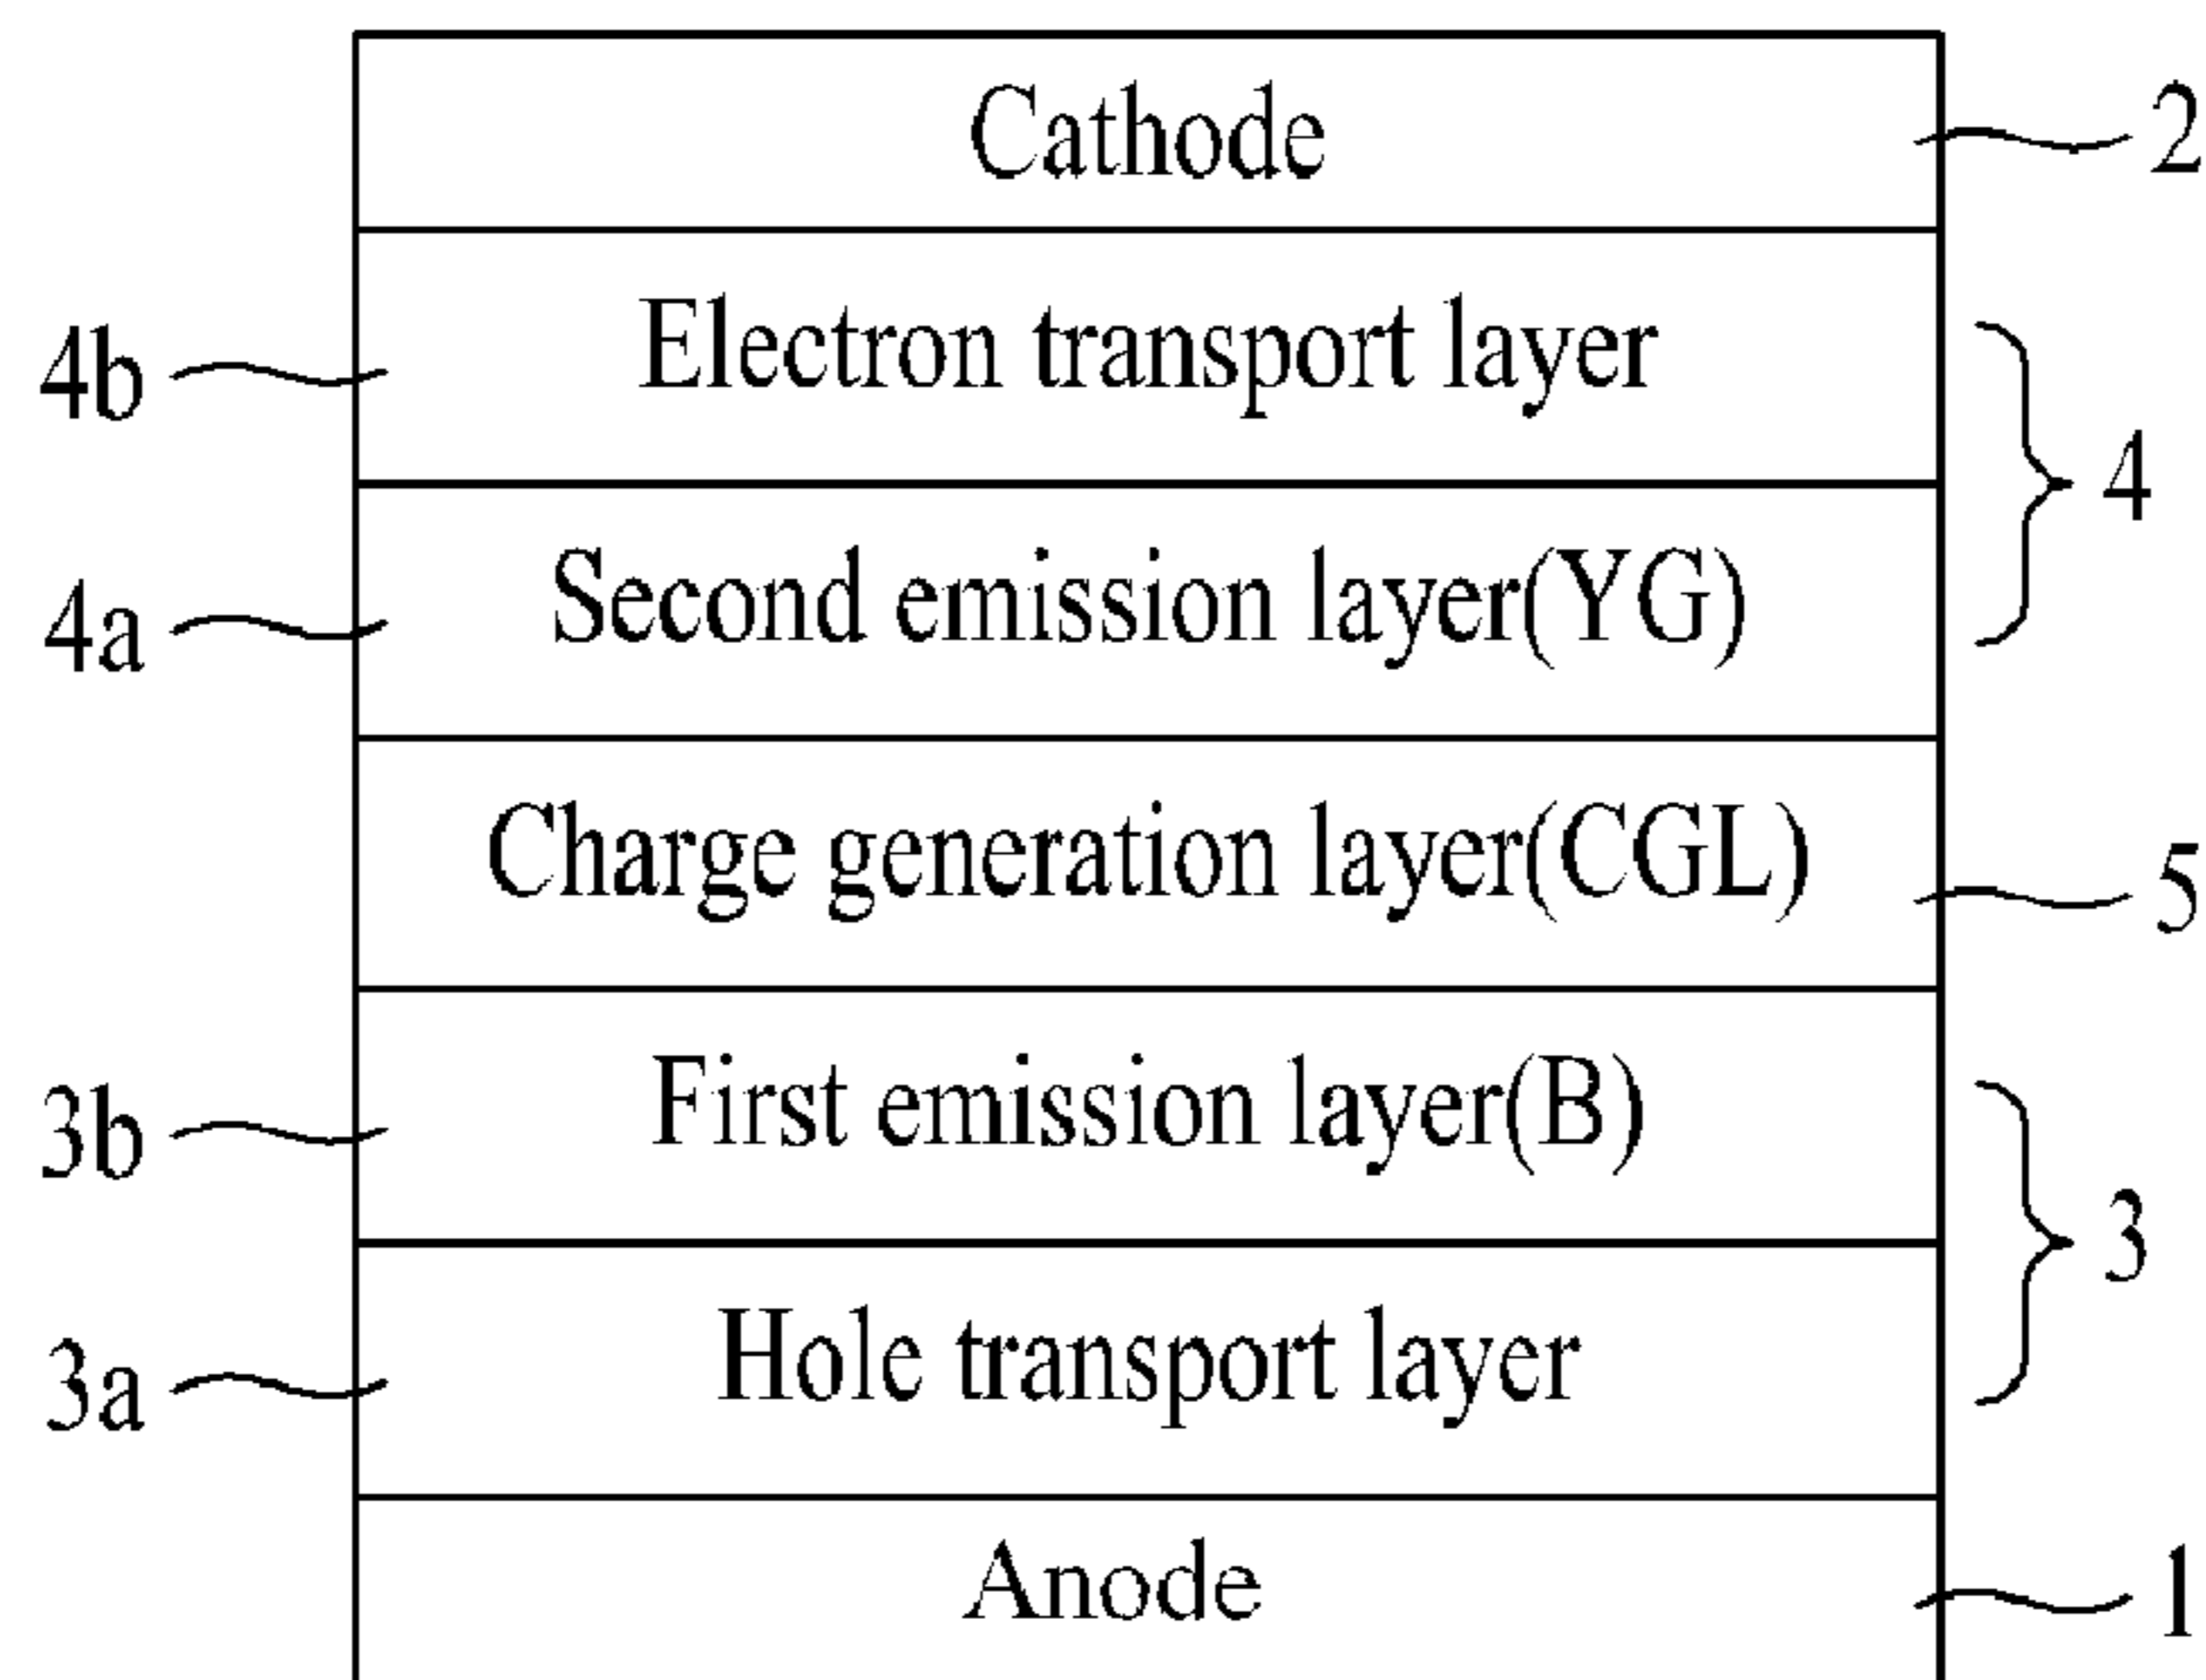 Cathode 2
4b Electron transport layer
4
4a Second emission layer(YG)
Charge generation layer(CGL) 5
3b First emission layer(B)
3
3a Hole transport layer
Anode 1